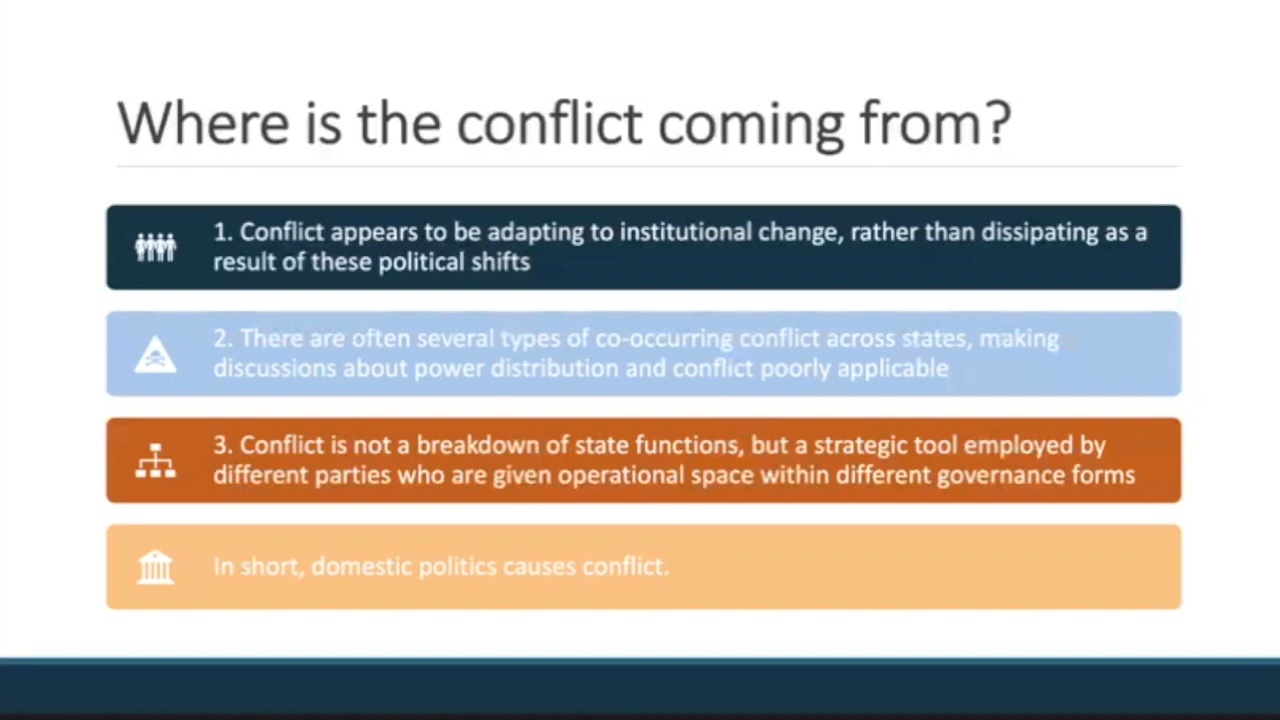 Where is the conflict coming from?
1. Conflict appears to be adapting to institutional change, rather than dissipating as a
result of these political shifts
2. There are often several types of co-occurring conflict across states, making
discussions about power distribution and conflict poorly applicable
3. Conflict is not a breakdown of state functions, but a strategic tool employed by
different parties who are given operational space within different governance forms
In short, domestic politics causes conflict.